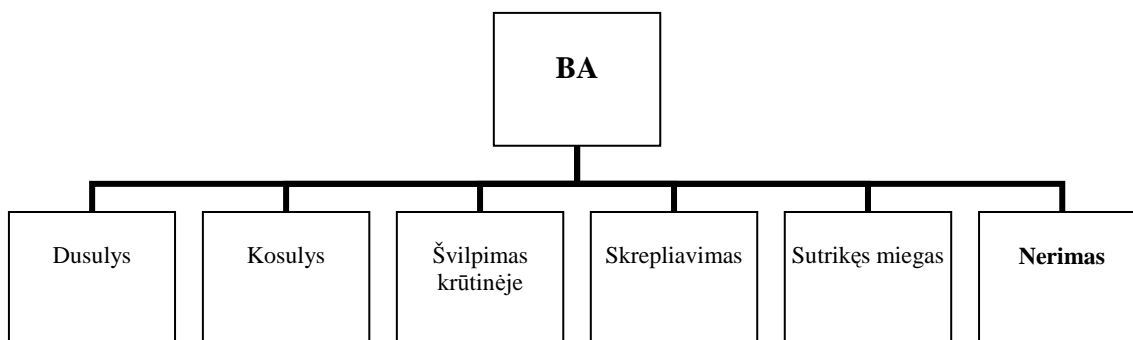 BA
Dusulys
Kosulys
Švilpimas
krūtinėje
Skrepliavimas
Sutrikęs miegas
Nerimas